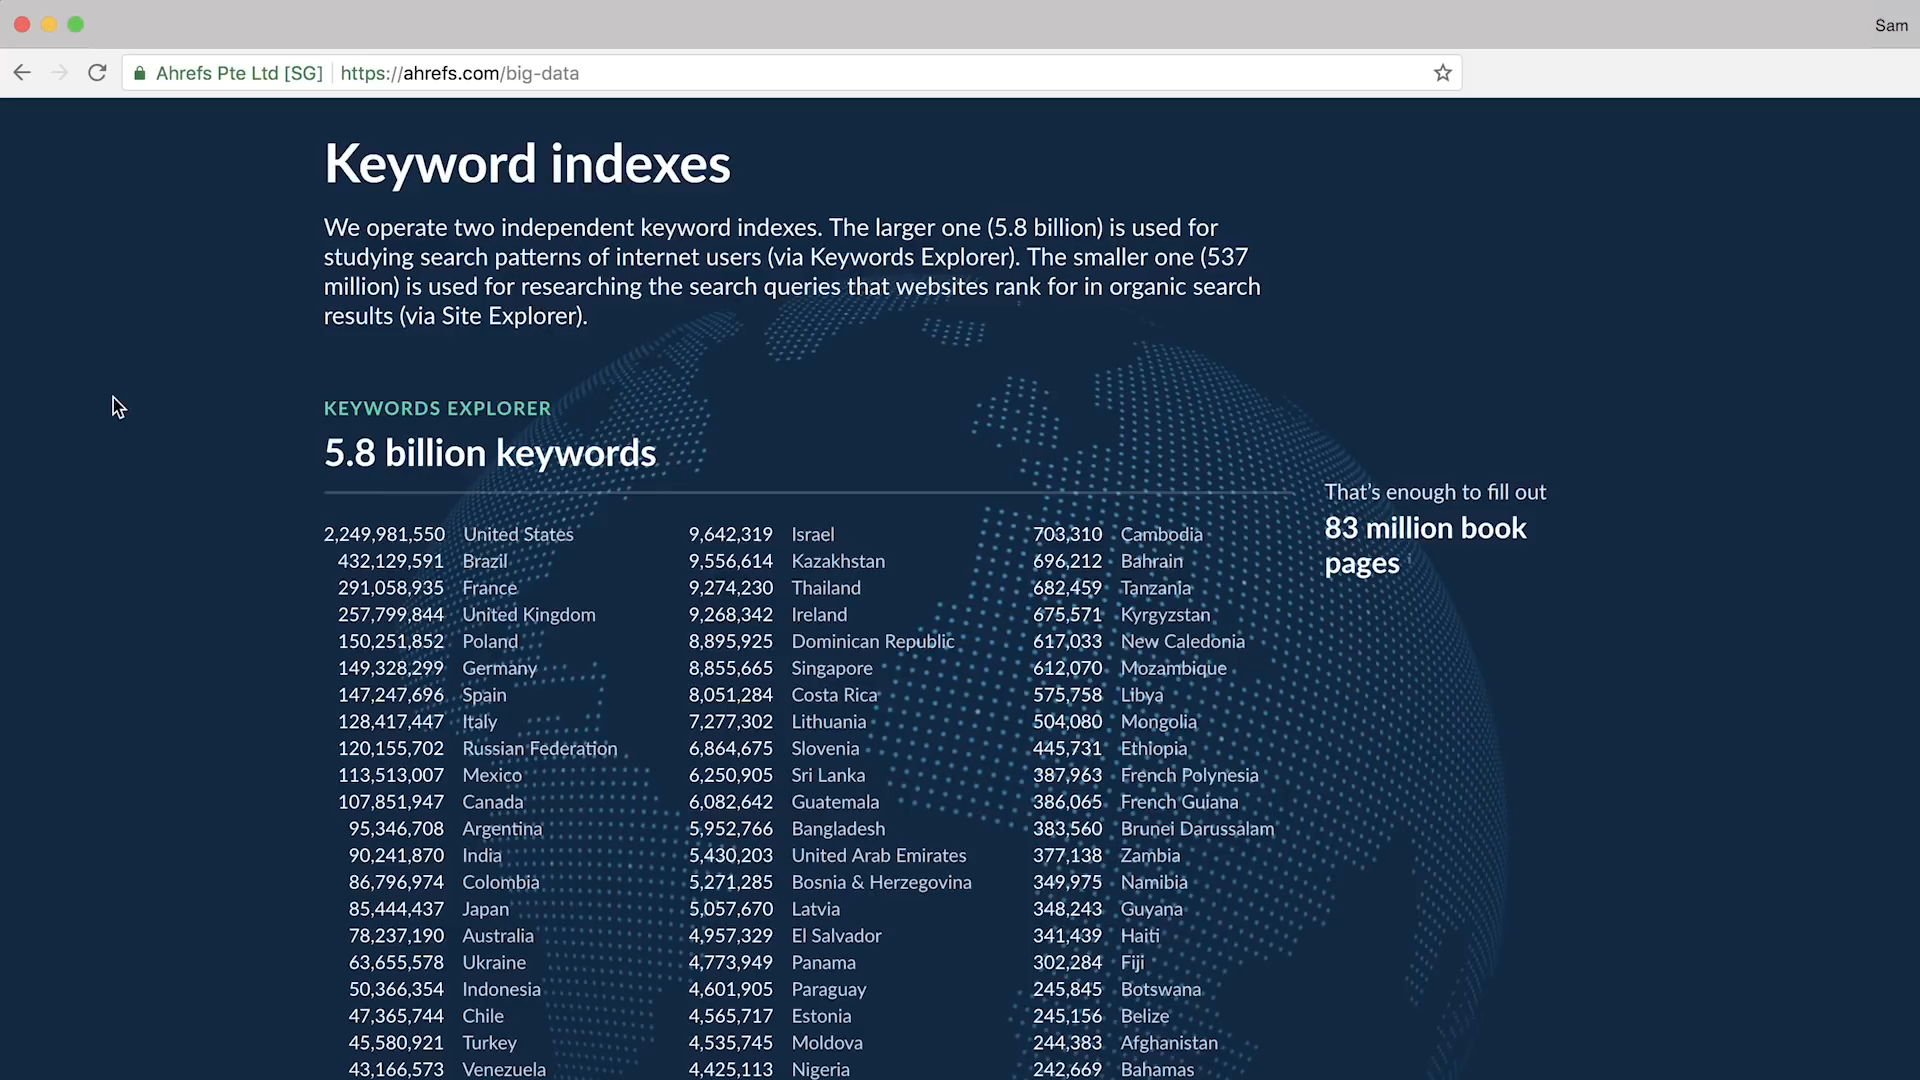 Sam
Ahrefs Pte Ltd [SG] https://ahrefs.com/big-data
Keyword indexes
We operate two independent keyword indexes. The larger one (5.8 billion) is used for
studying search patterns of internet users (via Keywords Explorer). The smaller one (537
million) is used for researching the search queries that websites rank for in organic search
results (via Site Explorer).
KEYWORDS EXPLORER
5.8 billion keywords
2,249,981,550 United States
432,129,591 Brazil
291,058,935 France
257,799,844 United Kingdom
150,251,852 Poland
149,328,299 Germany
147,247,696 Spain
128,417,447 Italy
120,155,702 Russian Federation
113,513,007 Mexico
107,851,947 Canada
95,346,708 Argentina
90,241,870 India
86,796,974 Colombia
85,444,437 Japan
78,237,190 Australia
63,655,578 Ukraine
50,366,354 Indonesia
47,365,744 Chile
45,580,921 Turkey
43,166,573 Venezuela
9,642,319 Israel
9,556,614 Kazakhstan
9,274,230 Thailand
9,268,342 Ireland
8,895,925 Dominican Republic
8,855,665 Singapore
8,051,284 Costa Rica
7,277,302 Lithuania
6,864,675 Slovenia
6,250,905 Sri Lanka
6,082,642 Guatemala
5,952,766 Bangladesh
5,430,203 United Arab Emirates
5,271,285 Bosnia & Herzegovina
5,057,670 Latvia
4,957,329 El Salvador
4,773,949 Panama
4,601,905 Paraguay
4,565,717 Estonia
4,535,745 Moldova
4,425,113 Nigeria
703,310 Cambodia
696,212 Bahrain
682,459 Tanzania
675,571 Kyrgyzstan
617,033 New Caledonia
612,070 Mozambique
575,758 Libya
504,080 Mongolia
445,731 Ethiopia
387,963 French Polynesia
386,065 French Guiana
383,560 Brunei Darussalam
377,138 Zambia
349,975 Namibia
348,243 Guyana
341,439 Haiti
302,284 Fiji
245,845 Botswana
245,156 Belize
244,383 Afghanistan
242,669 Bahamas
That's enough to fill out
83 million book
pages